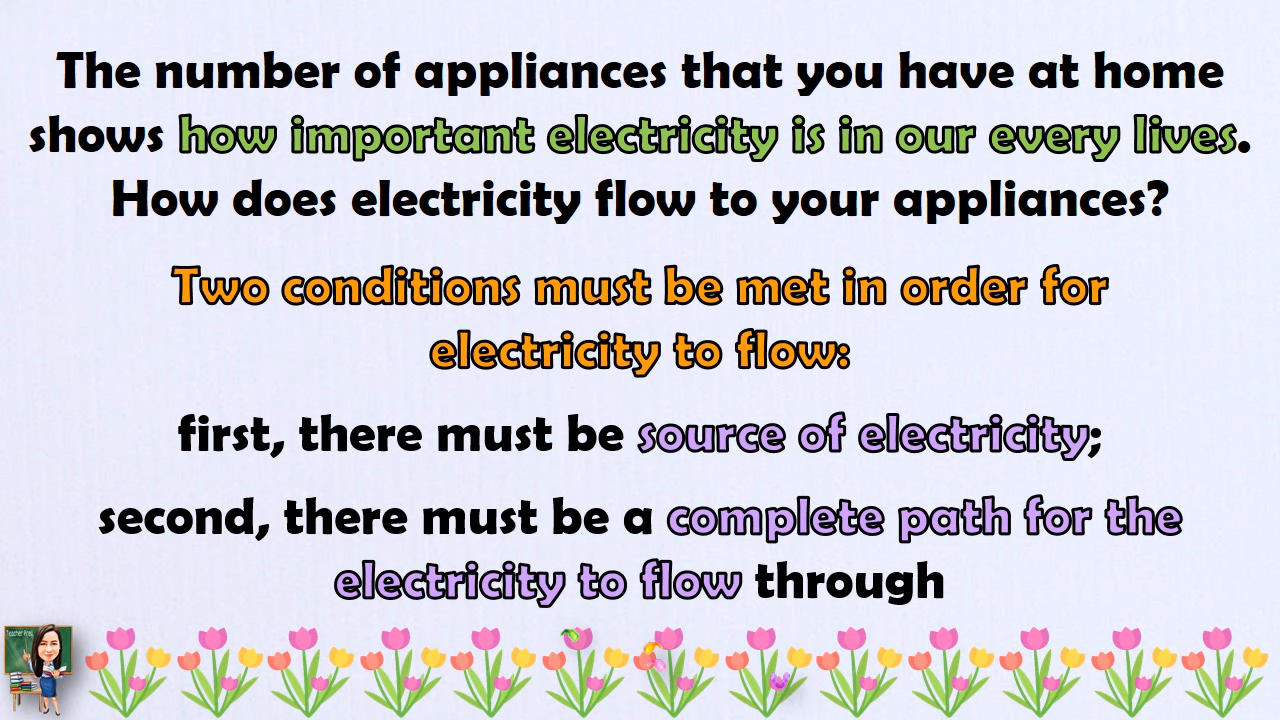 The number of appliances that you have at home
shows how important electricity is in our every lives.
How does electricity flow to your appliances?
Two conditions must be met in order for
electricity to flow:
first, there must be source of electricity;
second, there must be a complete path for the
electricity to flow through